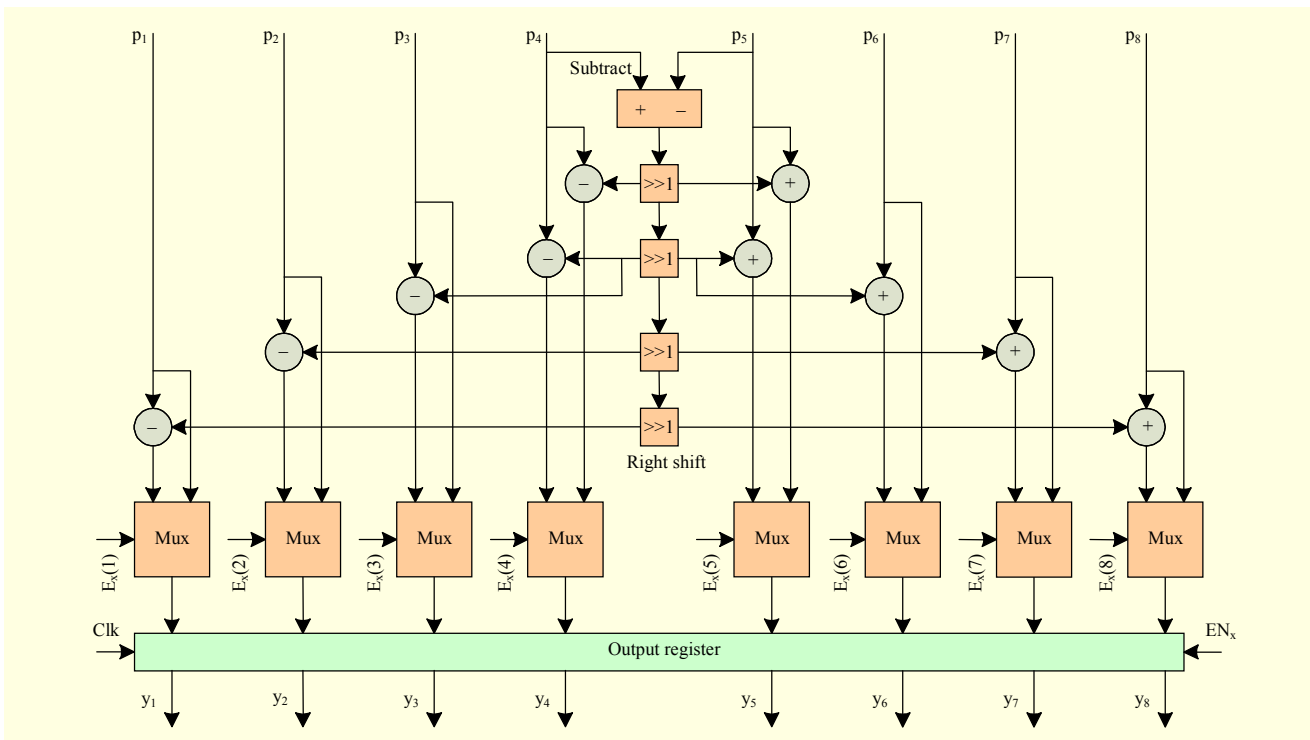 p₁ p₂ p₃ p₄ p₅ p₆ p₇ p₈
Subtract
+ −
− >>1 +
− >>1 +
− +
− >>1 +
− >>1 +
Right shift
Mux Mux Mux Mux Mux Mux Mux Mux
Eₓ(1) Eₓ(2) Eₓ(3) Eₓ(4) Eₓ(5) Eₓ(6) Eₓ(7) Eₓ(8)
Clk ENₓ
Output register
y₁ y₂ y₃ y₄ y₅ y₆ y₇ y₈